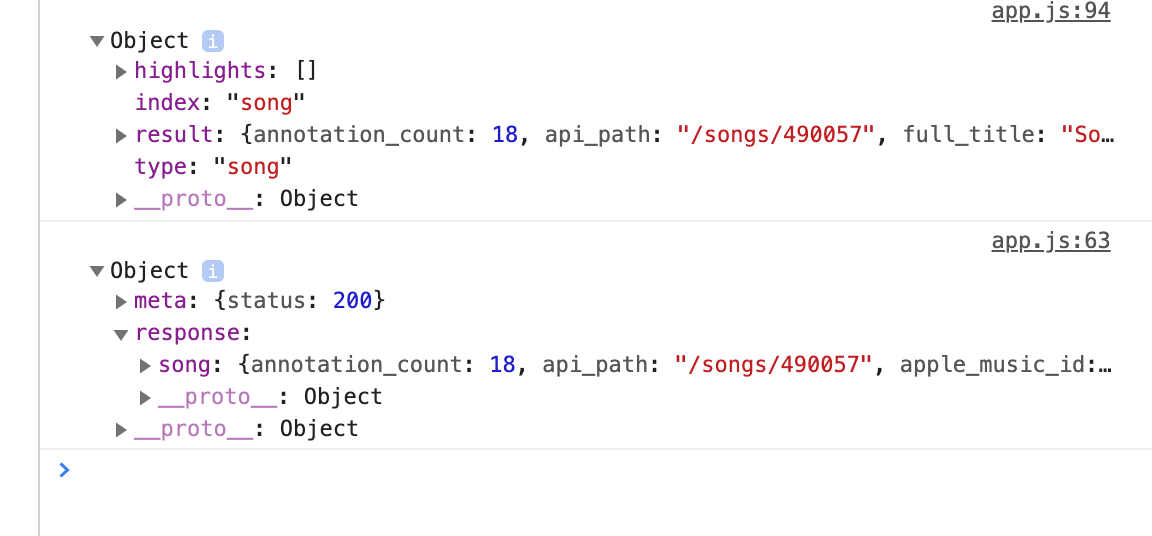 app.js:94
▼Object i
▶highlights: []
index: "song"
▶result: {annotation_count: 18, api_path: "/songs/490057", full_title: "So…
type: "song"
▶__proto__: Object
app.js:63
▼Object i
▶meta: {status: 200}
▼response:
▶song: {annotation_count: 18, api_path: "/songs/490057", apple_music_id:…
▶__proto__: Object
▶__proto__: Object
>